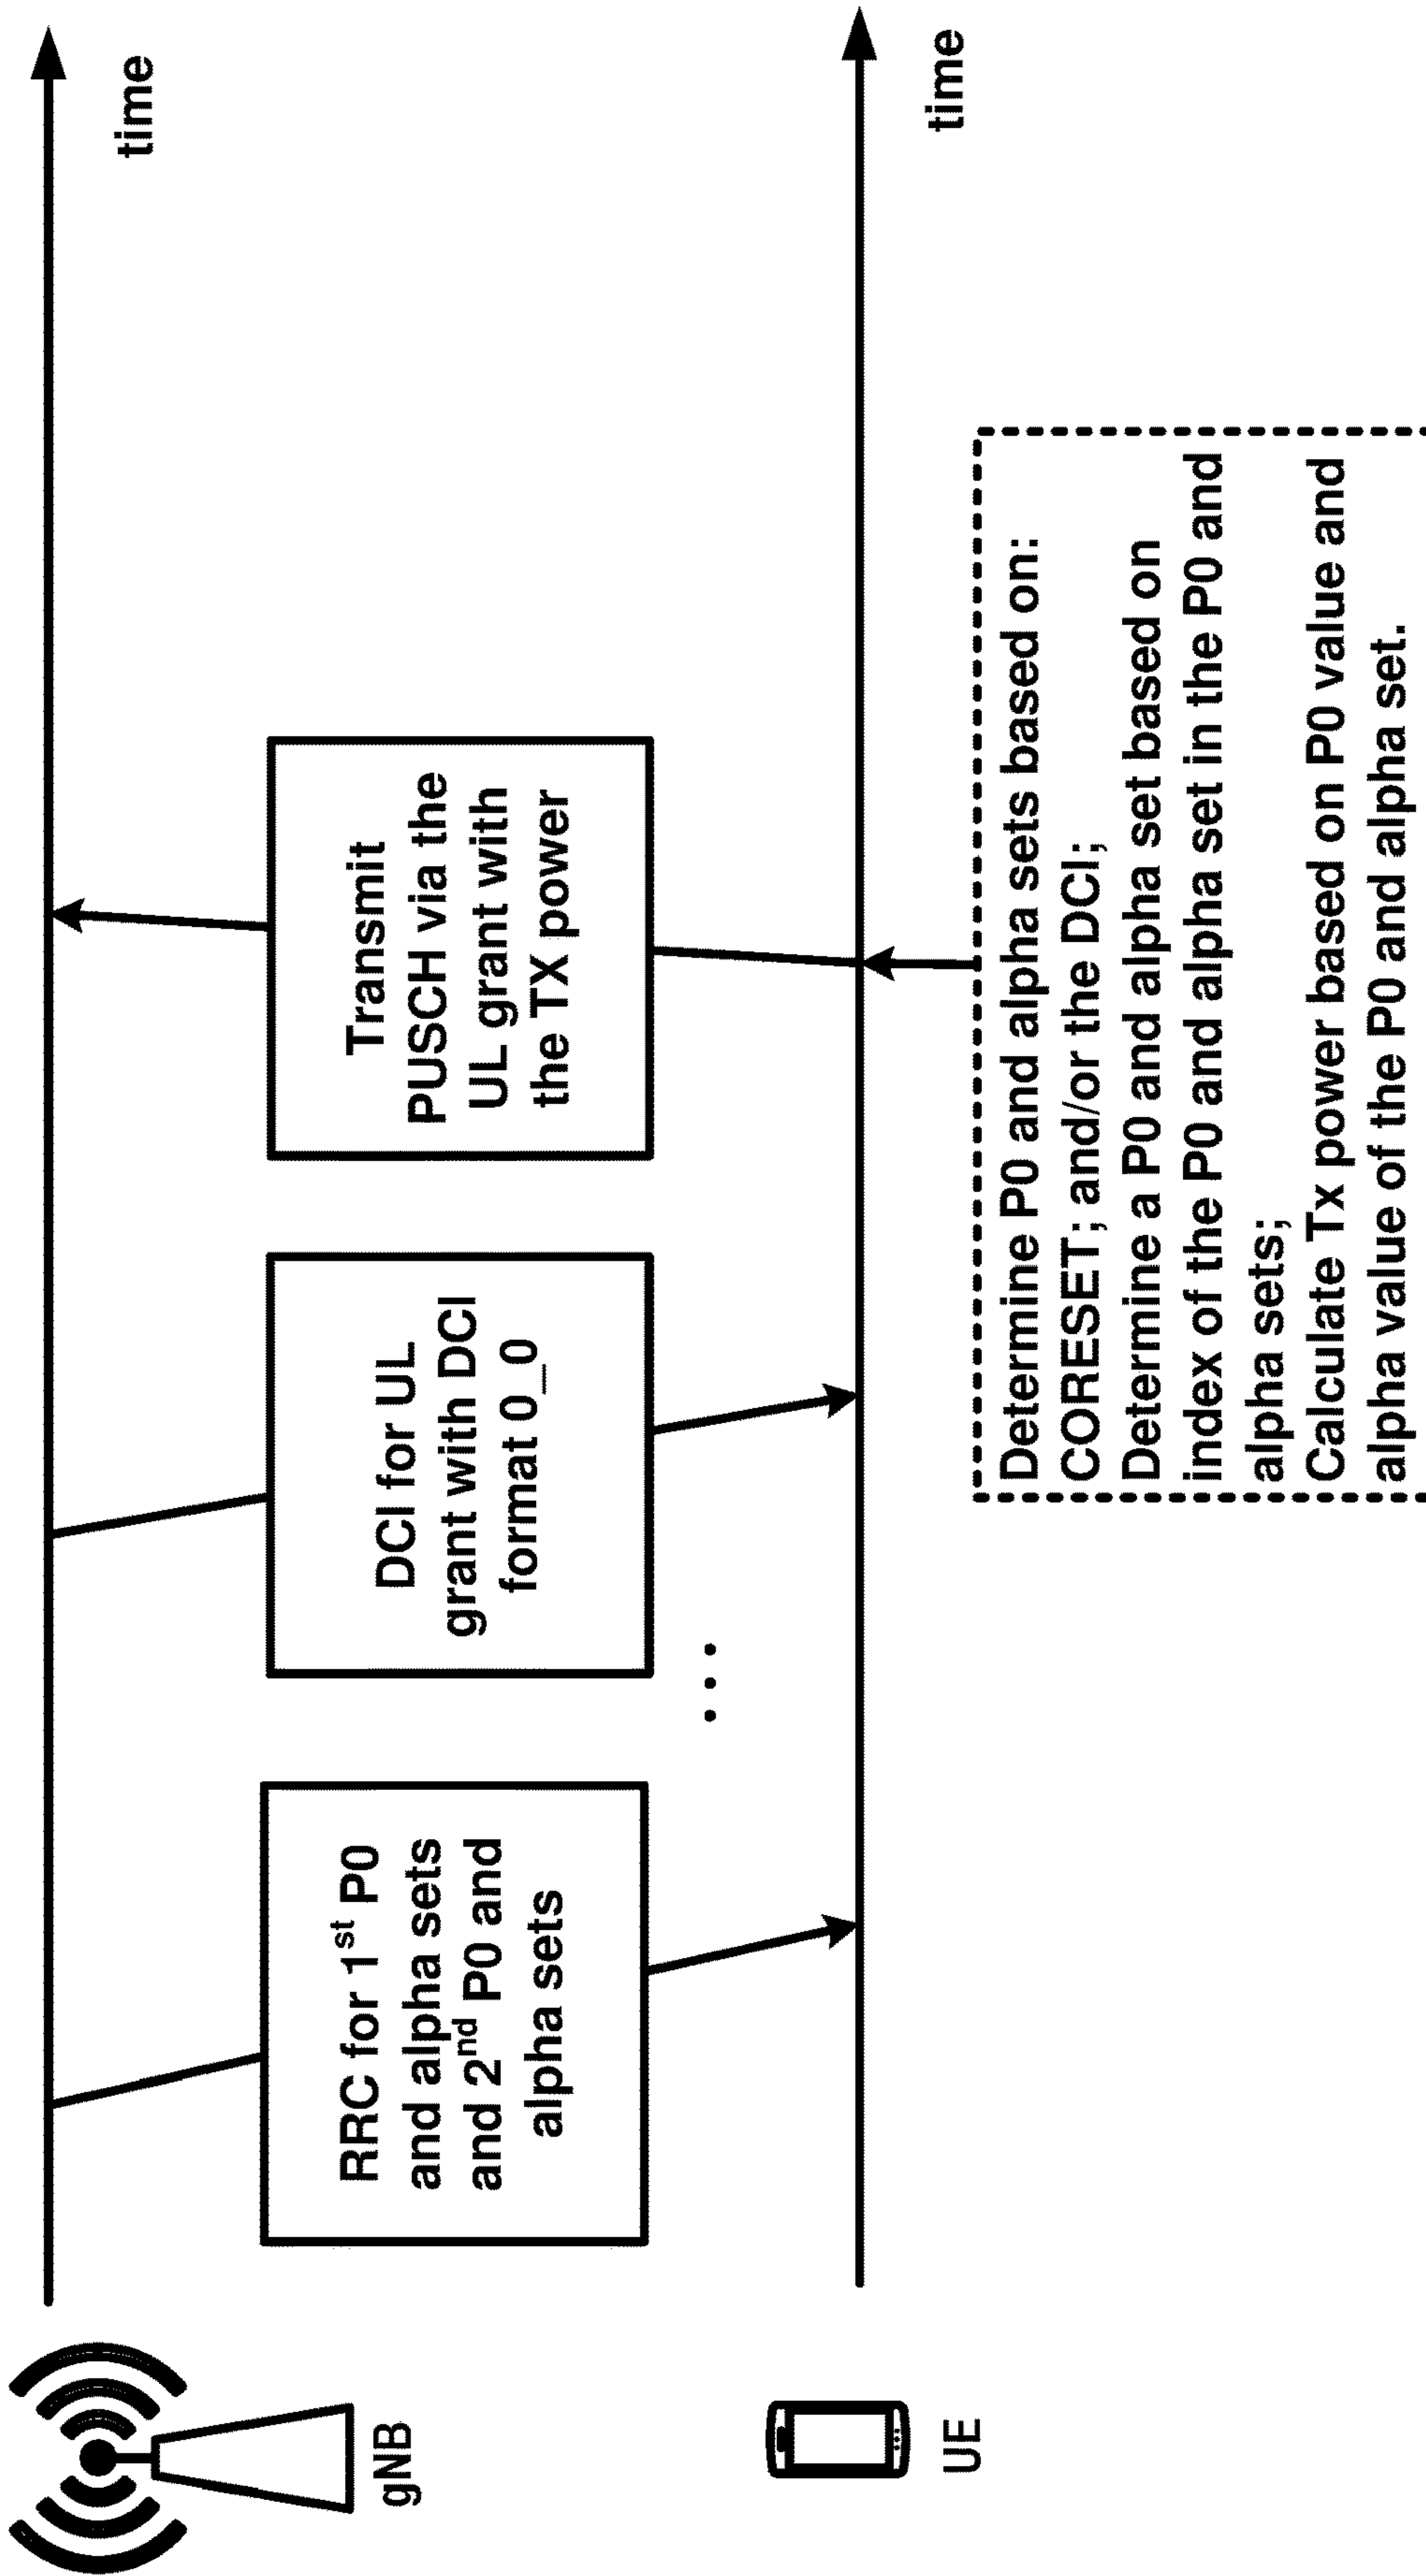 gNB
time
RRC for 1st P0
and alpha sets
and 2nd P0 and
alpha sets
...
DCI for UL
grant with DCI
format 0_0
Transmit
PUSCH via the
UL grant with
the TX power
UE
time
Determine P0 and alpha sets based on:
CORESET; and/or the DCI;
Determine a P0 and alpha set based on
index of the P0 and alpha set in the P0 and
alpha sets;
Calculate Tx power based on P0 value and
alpha value of the P0 and alpha set.